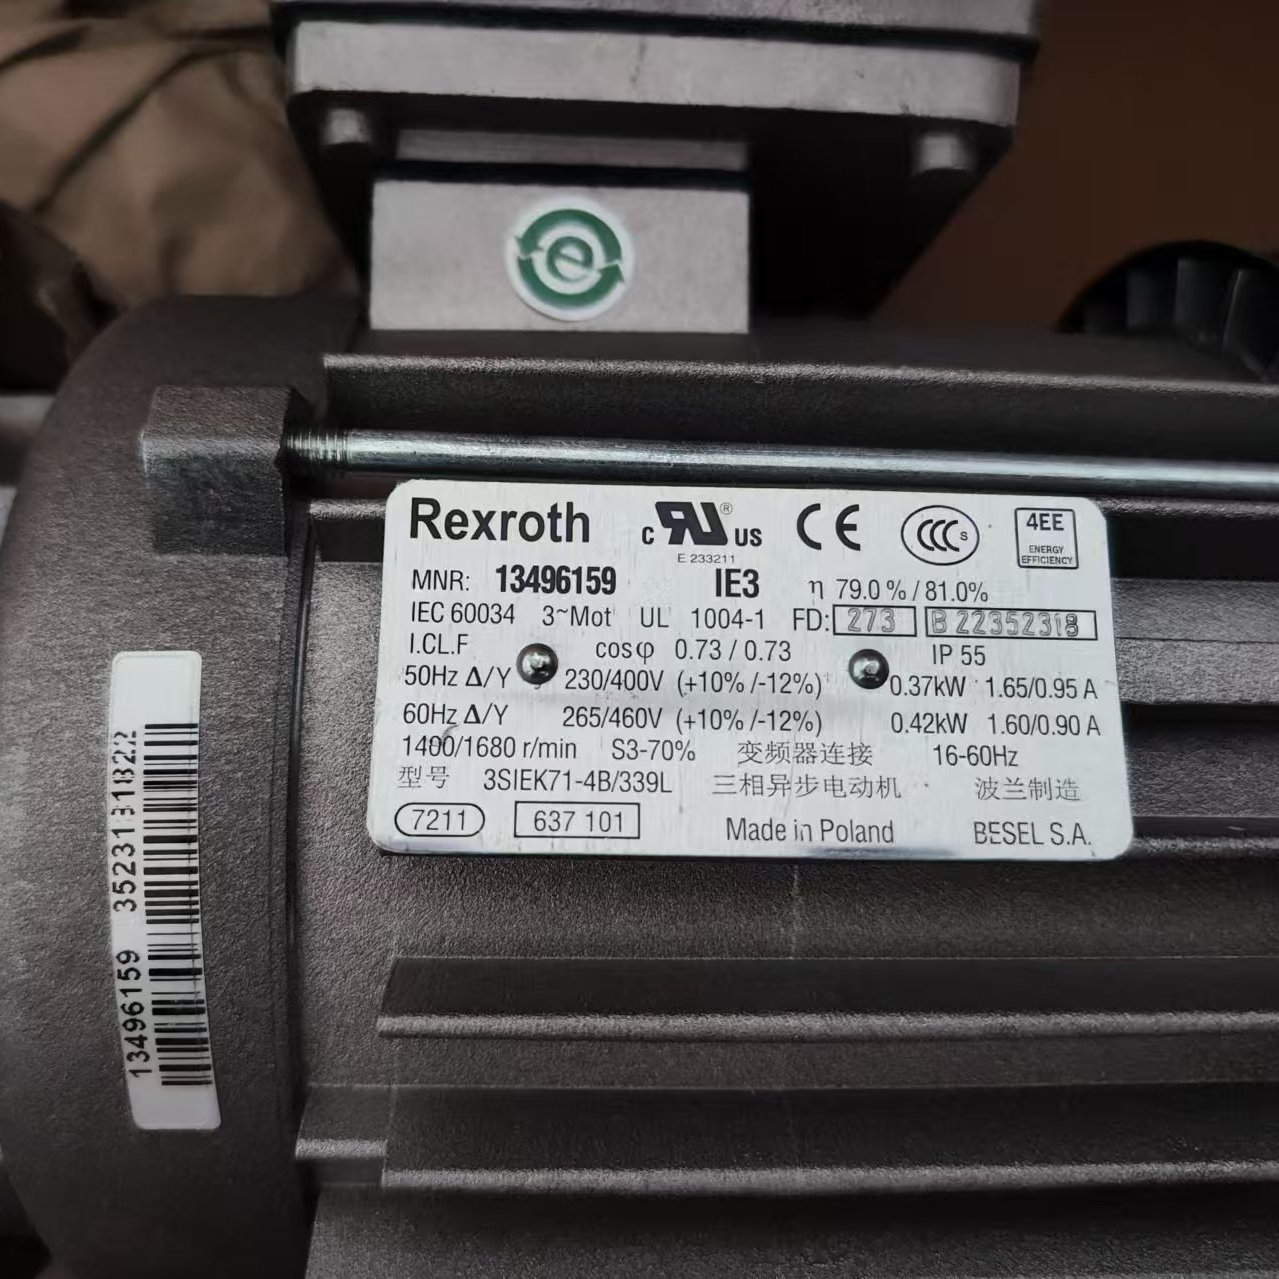 e
Rexroth c RU® US CE CCC S 4EE
ENERGY
EFFICIENCY
E 233211
MNR: 13496159 IE3 η 79.0 % / 81.0%
IEC 60034 3~Mot UL 1004-1 FD: 273 B 22352318
I.CL.F cosφ 0.73 / 0.73 IP 55
50Hz Δ/Y 230/400V (+10% /-12%) 0.37kW 1.65/0.95 A
60Hz Δ/Y 265/460V (+10% /-12%) 0.42kW 1.60/0.90 A
1400/1680 r/min S3-70% 变频器连接 16-60Hz
型号 3SIEK71-4B/339L 三相异步电动机 波兰制造
7211 637 101 Made in Poland BESEL S.A.
13496159 35231 31822